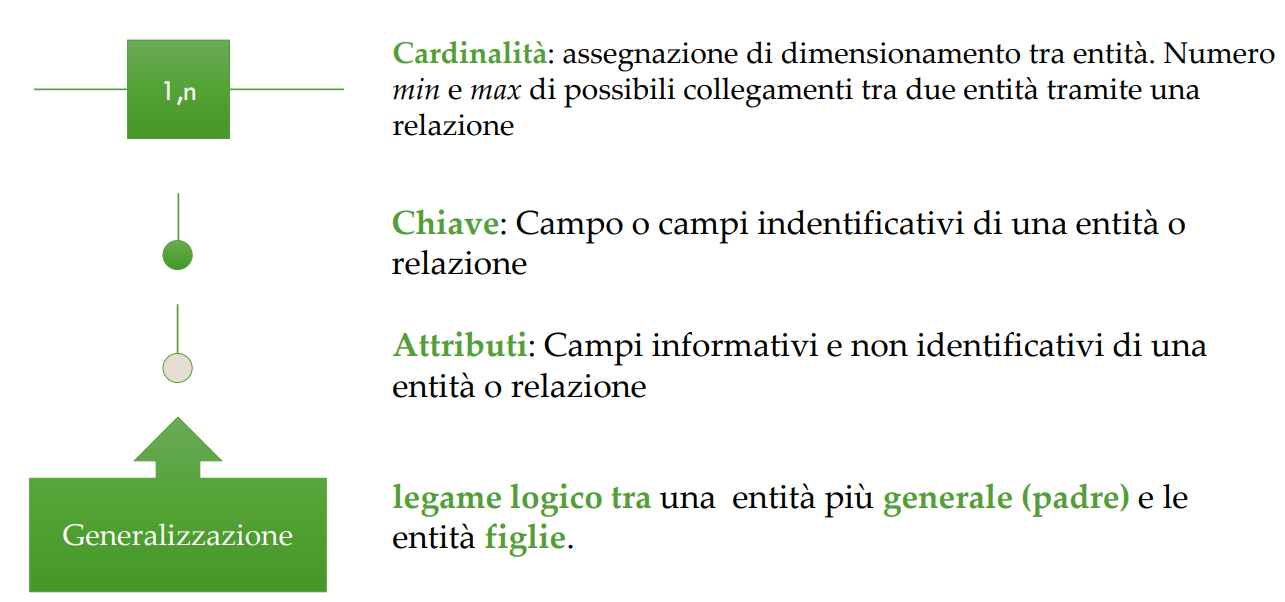 1,n
Cardinalità: assegnazione di dimensionamento tra entità. Numero
min e max di possibili collegamenti tra due entità tramite una
relazione
Chiave: Campo o campi indentificativi di una entità o
relazione
Attributi: Campi informativi e non identificativi di una
entità o relazione
Generalizzazione
legame logico tra una entità più generale (padre) e le
entità figlie.